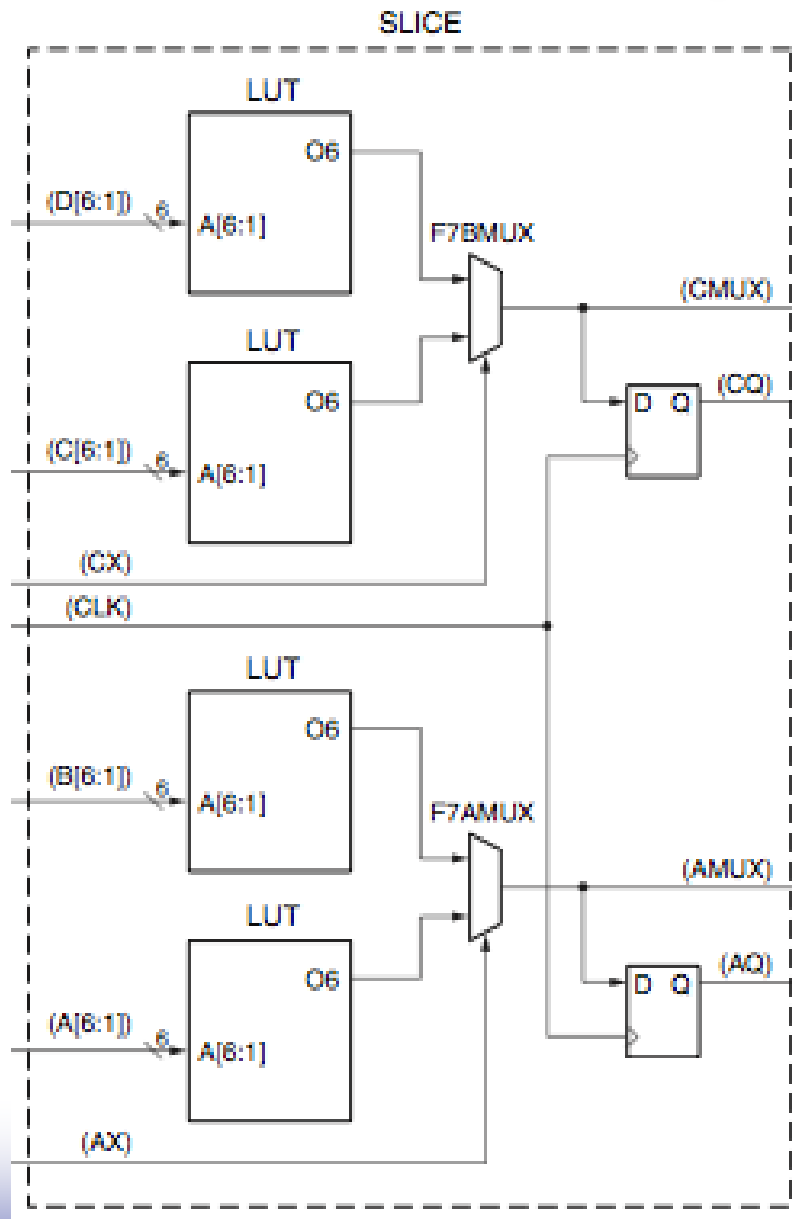 SLICE
LUT
O6
(D[6:1])
6
A[6:1]
F7BMUX
(CMUX)
LUT
O6
(CQ)
D Q
(C[6:1])
6
A[6:1]
(CX)
(CLK)
LUT
O6
(B[6:1])
6
A[6:1]
F7AMUX
(AMUX)
LUT
O6
(AQ)
D Q
(A[6:1])
6
A[6:1]
(AX)